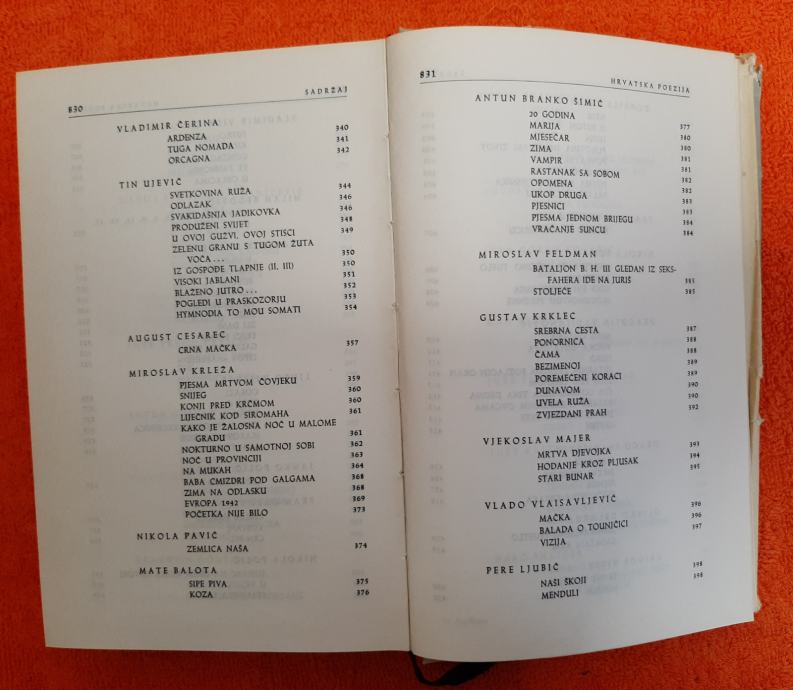 830 SADRŽAJ
VLADIMIR ČERINA
ARDENZA 340
TUGA NOMADA 341
ORCAGNA 342
TIN UJEVIĆ
SVETKOVINA RUŽA 344
ODLAZAK 346
SVAKIDAŠNJA JADIKOVKA 346
PRODUŽENI SVIJET 348
U OVOJ GUŽVI, OVOJ STISCI 349
ZELENU GRANU S TUGOM ŽUTA
VOĆA... 350
IZ GOSPOĐE TLAPNJE (II, III) 350
VISOKI JABLANI 351
BLAŽENO JUTRO... 352
POGLEDI U PRASKOZORJU 353
HYMNODIA TO MOU SOMATI 354
AUGUST CESAREC
CRNA MAČKA 357
MIROSLAV KRLEŽA
PJESMA MRTVOM ČOVJEKU 359
SNIJEG 360
KONJI PRED KRČMOM 360
LIJEČNIK KOD SIROMAHA 361
KAKO JE ŽALOSNA NOĆ U MALOME
GRADU 361
NOKTURNO U SAMOTNOJ SOBI 362
NOĆ U PROVINCIJI 363
NA MUKAH 364
BABA CMIZDRI POD GALGAMA 368
ZIMA NA ODLASKU 368
EVROPA 1942 369
POČETKA NIJE BILO 373
NIKOLA PAVIĆ
ZEMLICA NAŠA 374
MATE BALOTA
SIPE PIVA 375
KOZA 376
831 HRVATSKA POEZIJA
ANTUN BRANKO ŠIMIĆ
20 GODINA 377
MARIJA 380
MJESEČAR 380
ZIMA 381
VAMPIR 381
RASTANAK SA SOBOM 382
OPOMENA 382
UKOP DRUGA 383
PJESNICI 383
PJESMA JEDNOM BRIJEGU 384
VRAĆANJE SUNCU 384
MIROSLAV FELDMAN
BATALJON B. H. III GLEDAN IZ SEKS-
FAHERA IDE NA JURIŠ 385
STOLJEĆE 385
GUSTAV KRKLEC
SREBRNA CESTA 387
PONORNICA 388
ČAMA 388
BEZIMENOJ 389
POREMEĆENI KORACI 389
DUNAVOM 390
UVELA RUŽA 390
ZVJEZDANI PRAH 392
VJEKOSLAV MAJER
MRTVA DJEVOJKA 393
HODANJE KROZ PLJUSAK 394
STARI BUNAR 395
VLADO VLAISAVLJEVIĆ
MAČKA 396
BALADA O TOUNIČICI 396
VIZIJA 397
PERE LJUBIĆ
NAŠI ŠKOJI 398
MENDULI 398